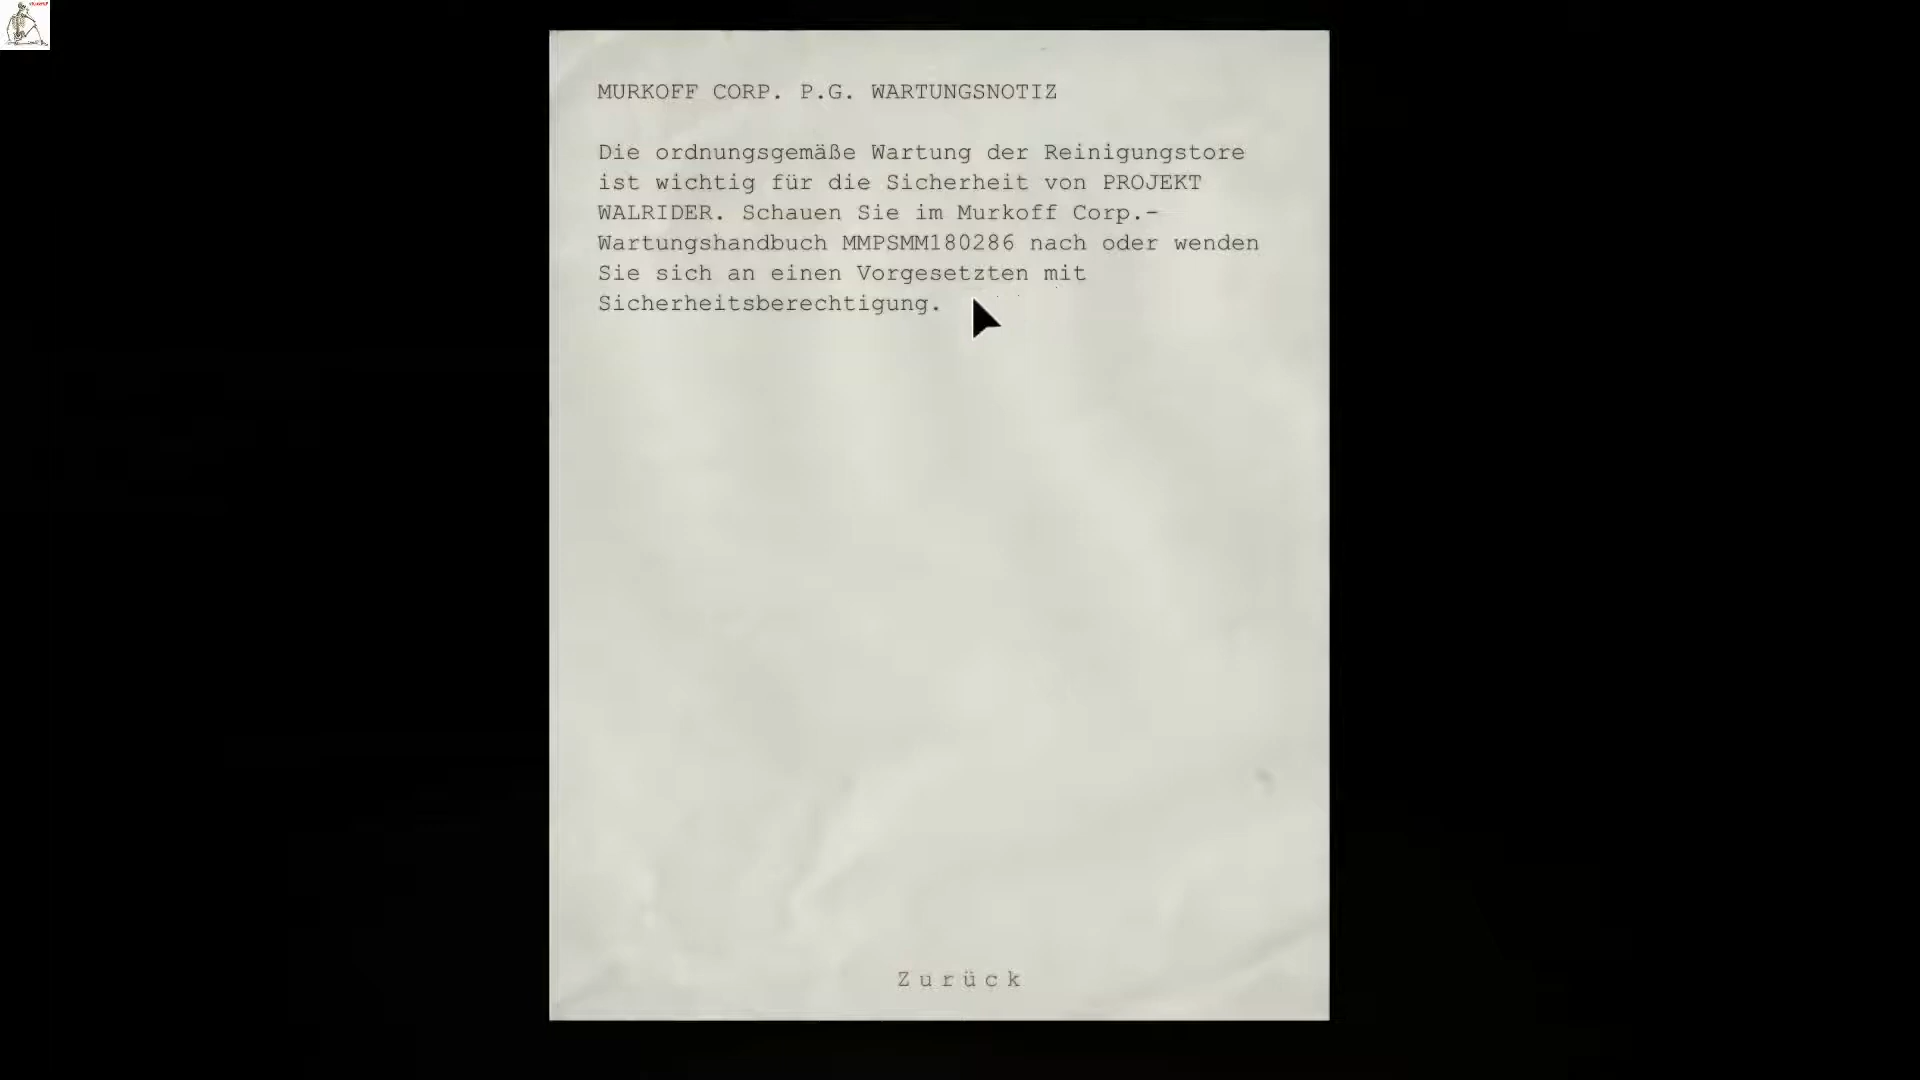 MURKOFF CORP. P.G. WARTUNGSNOTIZ
Die ordnungsgemäße Wartung der Reinigungstore
ist wichtig für die Sicherheit von PROJEKT
WALRIDER. Schauen Sie im Murkoff Corp.-
Wartungshandbuch MMPSMM180286 nach oder wenden
Sie sich an einen Vorgesetzten mit
Sicherheitsberechtigung.
Zurück